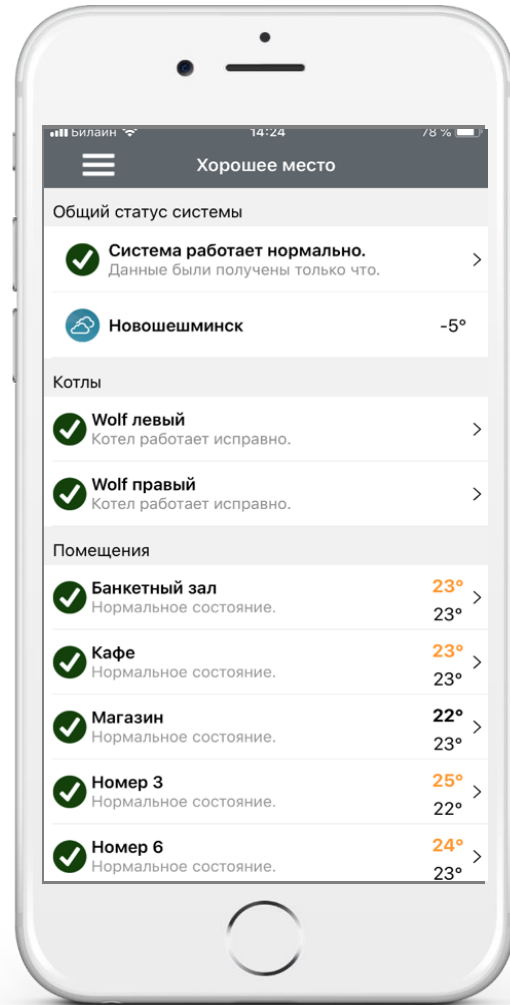 Билайн 14:24 78 %
Хорошее место
Общий статус системы
Система работает нормально.
Данные были получены только что.
Новошешминск -5°
Котлы
Wolf левый
Котел работает исправно.
Wolf правый
Котел работает исправно.
Помещения
Банкетный зал 23°
Нормальное состояние. 23°
Кафе 23°
Нормальное состояние. 23°
Магазин 22°
Нормальное состояние. 23°
Номер 3 25°
Нормальное состояние. 22°
Номер 6 24°
Нормальное состояние. 23°